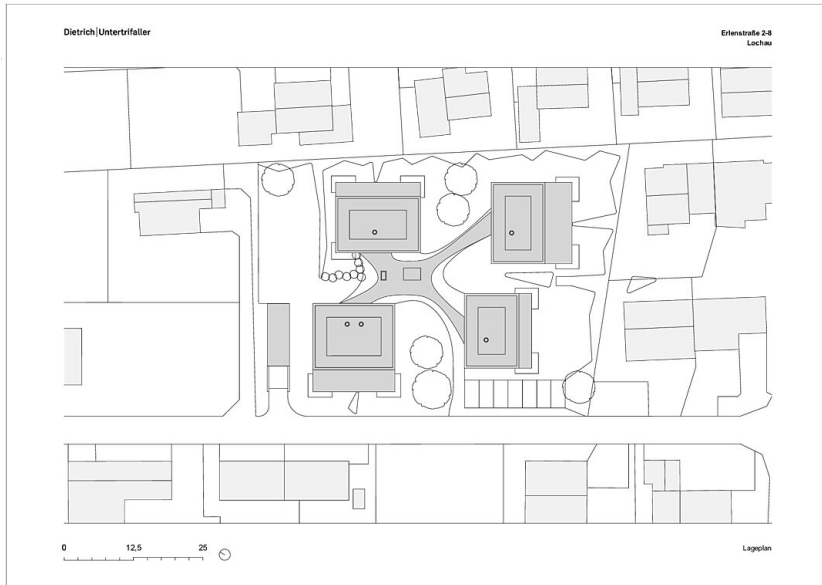 Dietrich|Untertrifaller
Erlenstraße 2-8
Lochau
0 12,5 25
Lageplan